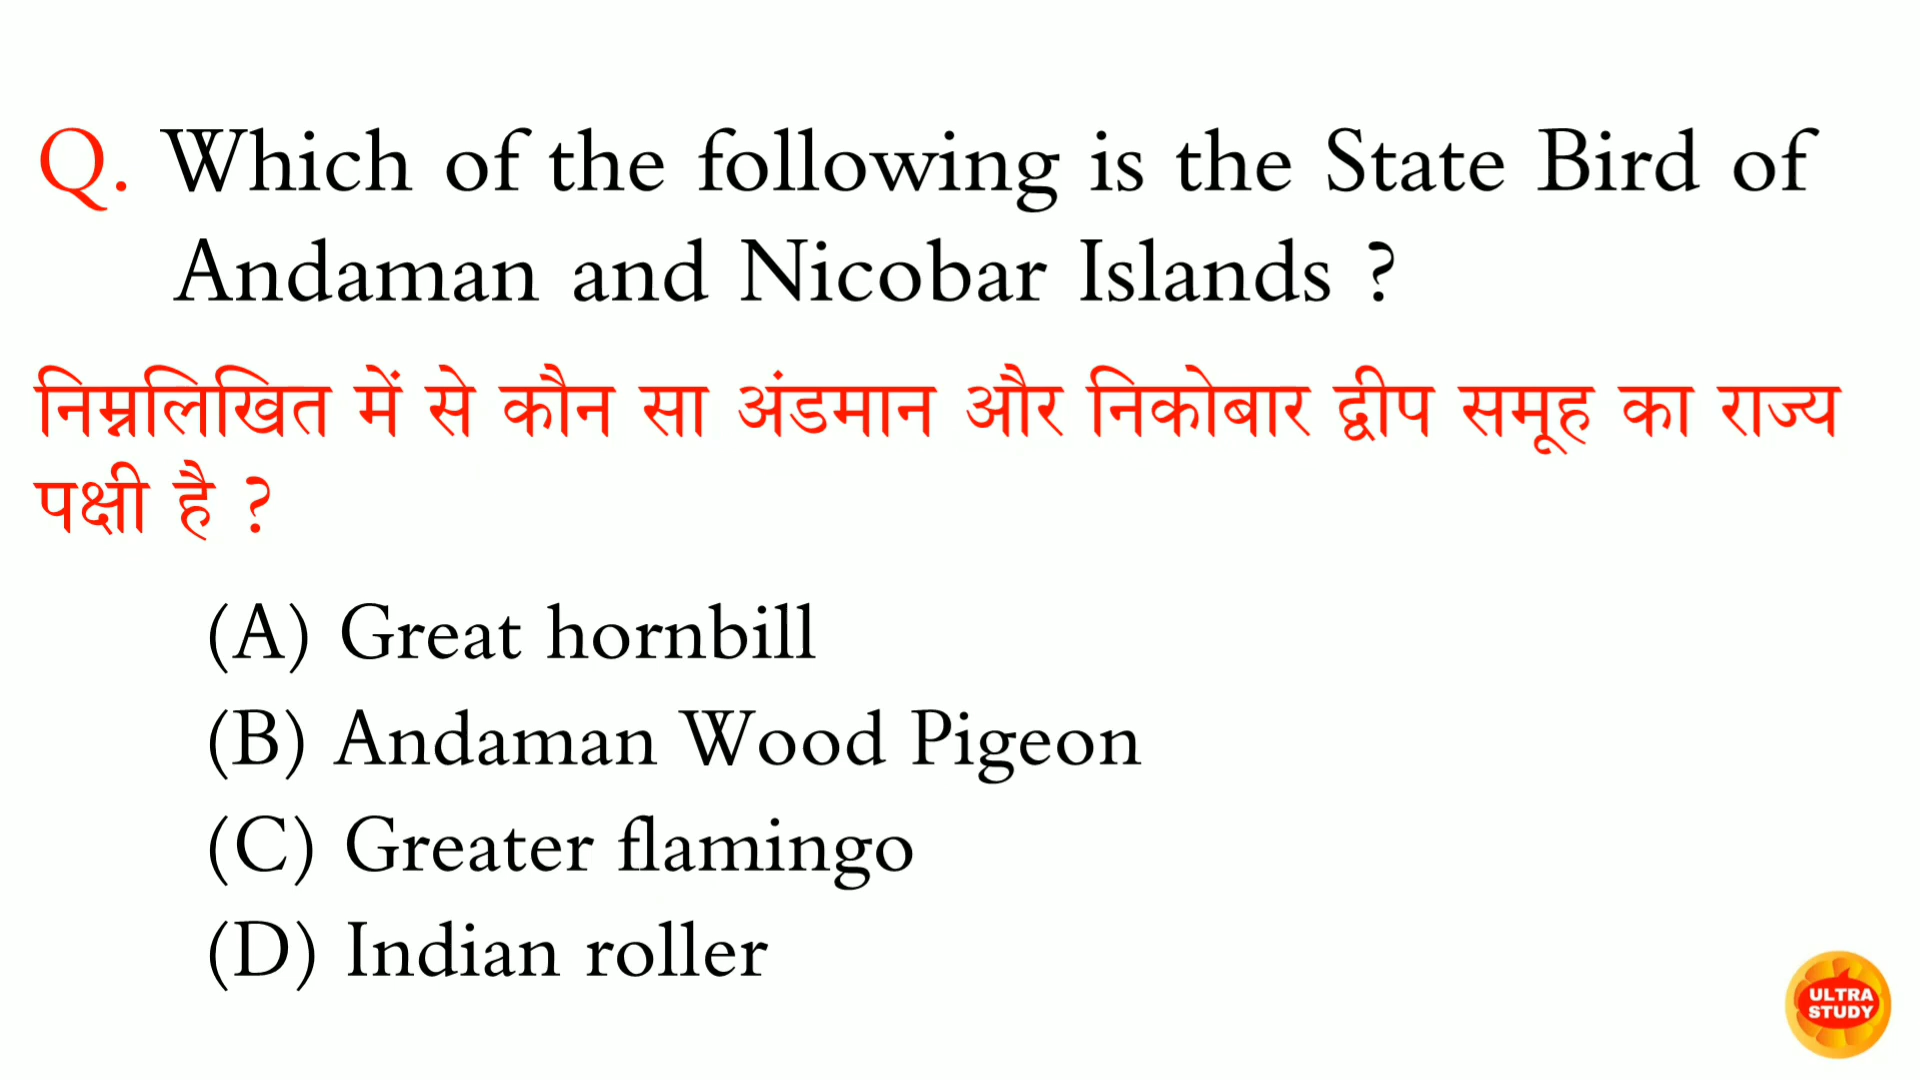 Q. Which of the following is the State Bird of
Andaman and Nicobar Islands ?
निम्नलिखित में से कौन सा अंडमान और निकोबार द्वीप समूह का राज्य
पक्षी है ?
(A) Great hornbill
(B) Andaman Wood Pigeon
(C) Greater flamingo
(D) Indian roller
ULTRA
STUDY